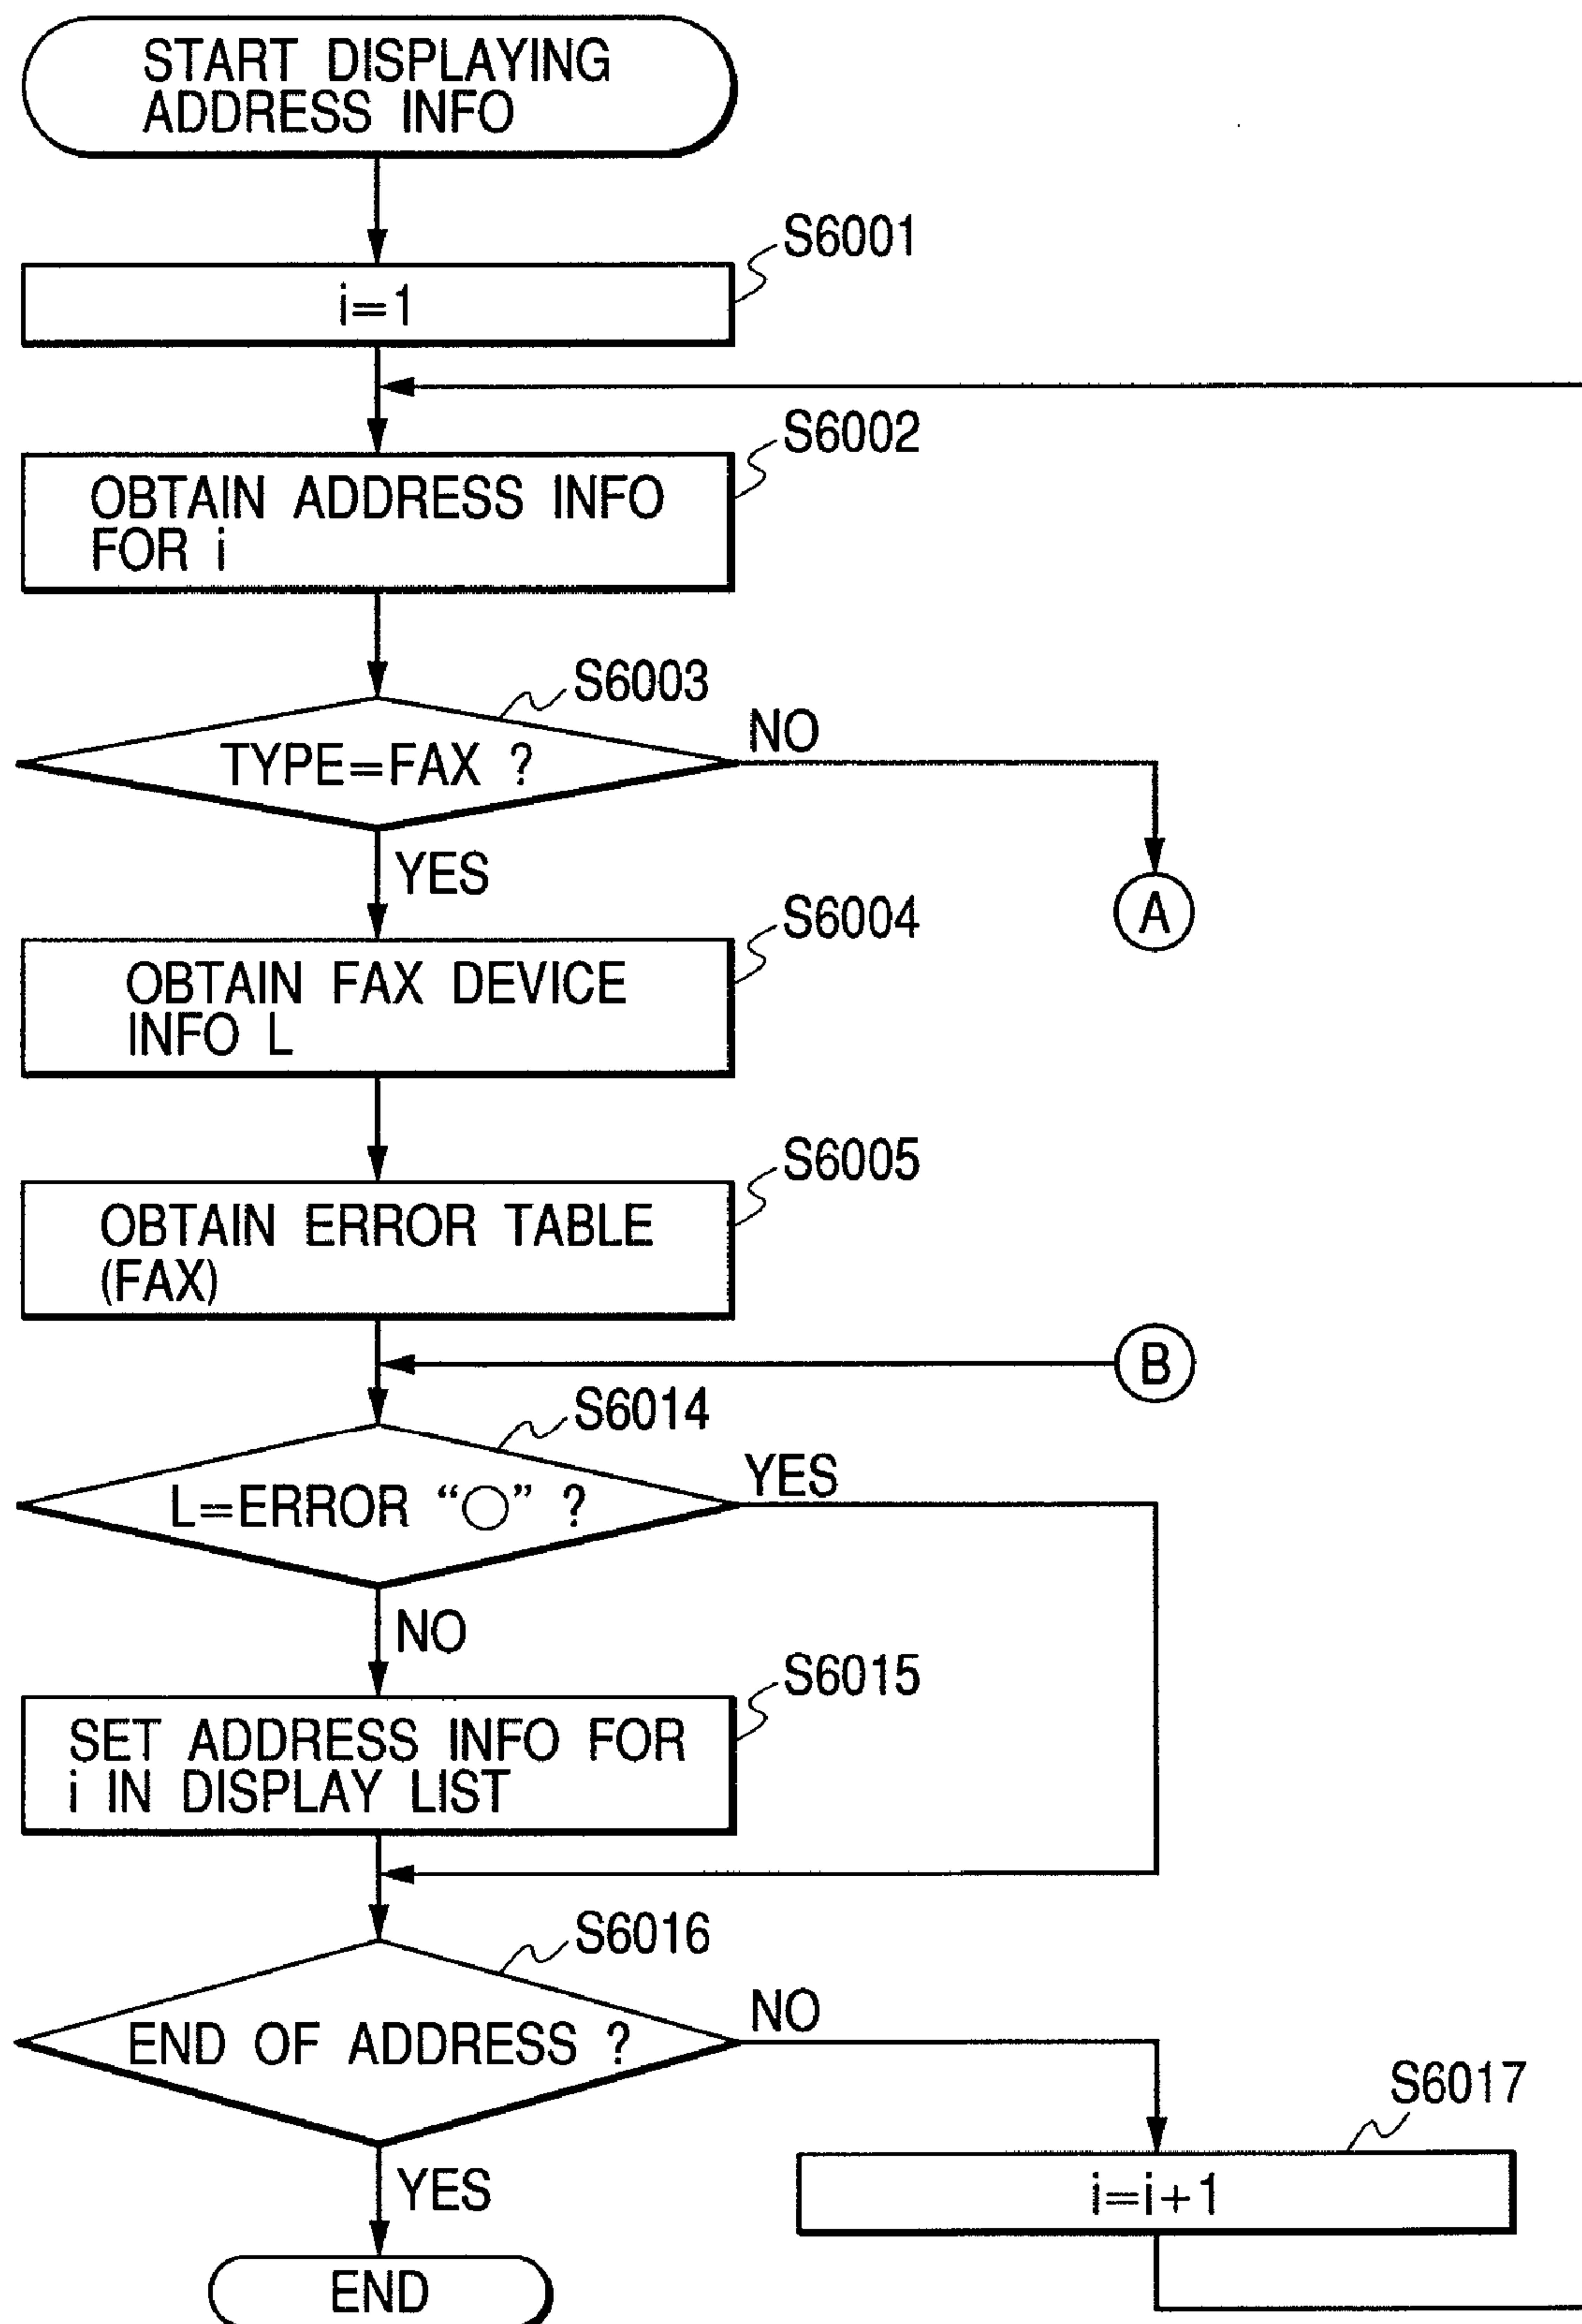 START DISPLAYING
ADDRESS INFO
S6001
i=1
S6002
OBTAIN ADDRESS INFO
FOR i
S6003
TYPE=FAX ?
NO
YES
A
S6004
OBTAIN FAX DEVICE
INFO L
S6005
OBTAIN ERROR TABLE
(FAX)
B
S6014
L=ERROR “○” ?
YES
NO
S6015
SET ADDRESS INFO FOR
i IN DISPLAY LIST
S6016
END OF ADDRESS ?
NO
S6017
i=i+1
YES
END